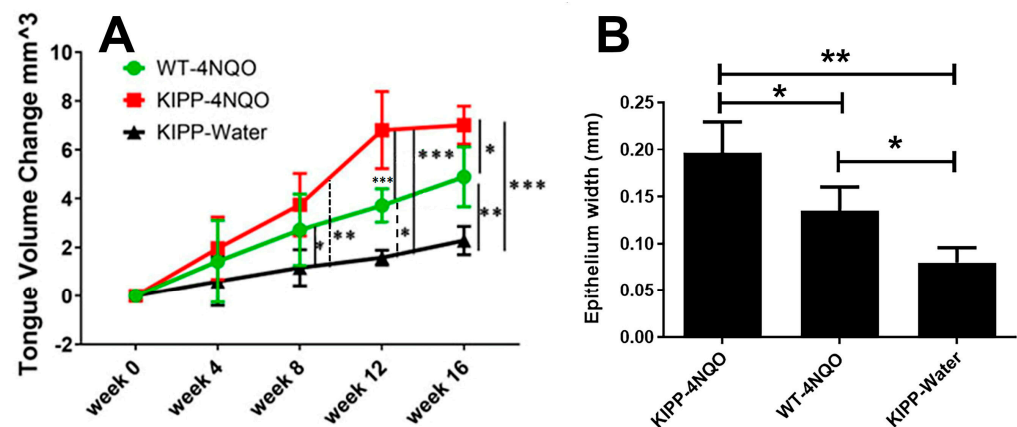 A
Tongue Volume Change mm^3
10
8
6
4
2
0
-2
WT-4NQO
KIPP-4NQO
KIPP-Water
*
**
***
*
***
*
**
***
week 0
week 4
week 8
week 12
week 16
B
Epithelium width (mm)
0.25
0.20
0.15
0.10
0.05
0.00
**
*
*
KIPP-4NQO
WT-4NQO
KIPP-Water